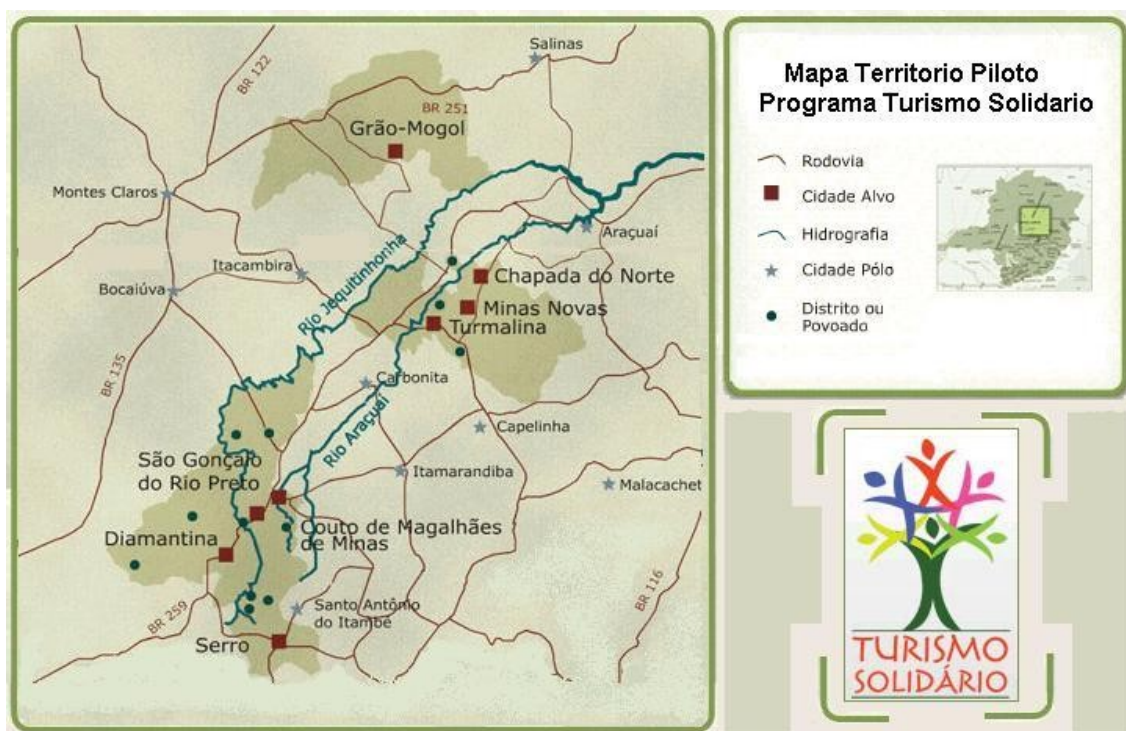 Salinas
BR 122
BR 251
Grão-Mogol
Montes Claros
Araçuaí
Itacambira
Rio Jequitinhonha
Chapada do Norte
Bocaiúva
Minas Novas
Turmalina
BR 135
Carbonita
Rio Araçuaí
Capelinha
São Gonçalo
do Rio Preto
Itamarandiba
Malacachet
Couto de Magalhães
de Minas
Diamantina
BR 259
Santo Antônio
do Itambé
BR 116
Serro
Mapa Territorio Piloto
Programa Turismo Solidario
Rodovia
Cidade Alvo
Hidrografia
Cidade Pólo
Distrito ou
Povoado
TURISMO
SOLIDÁRIO